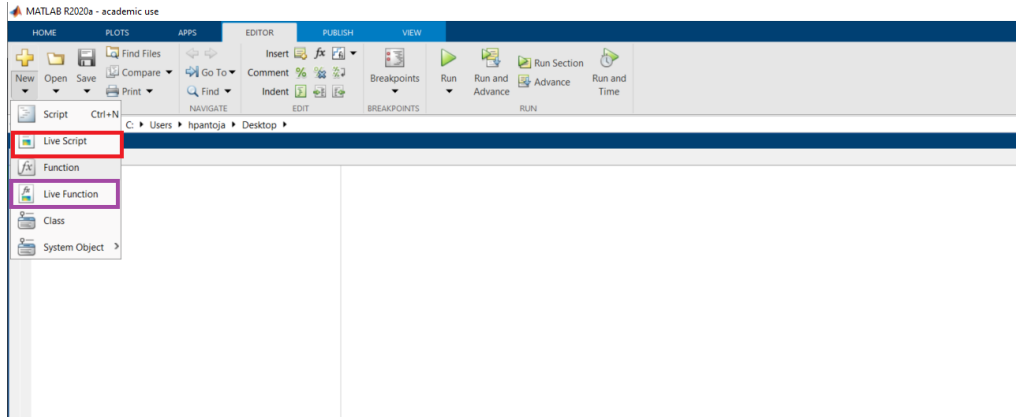 MATLAB R2020a - academic use
HOME PLOTS APPS EDITOR PUBLISH VIEW
New Open Save
Find Files
Compare
Print
Go To
Find
NAVIGATE
Insert fx
Comment %
Indent
EDIT
Breakpoints
BREAKPOINTS
Run
Run and
Advance
Run Section
Advance
Run and
Time
RUN
C: Users hpantoja Desktop
Script Ctrl+N
Live Script
fx Function
fx Live Function
Class
System Object